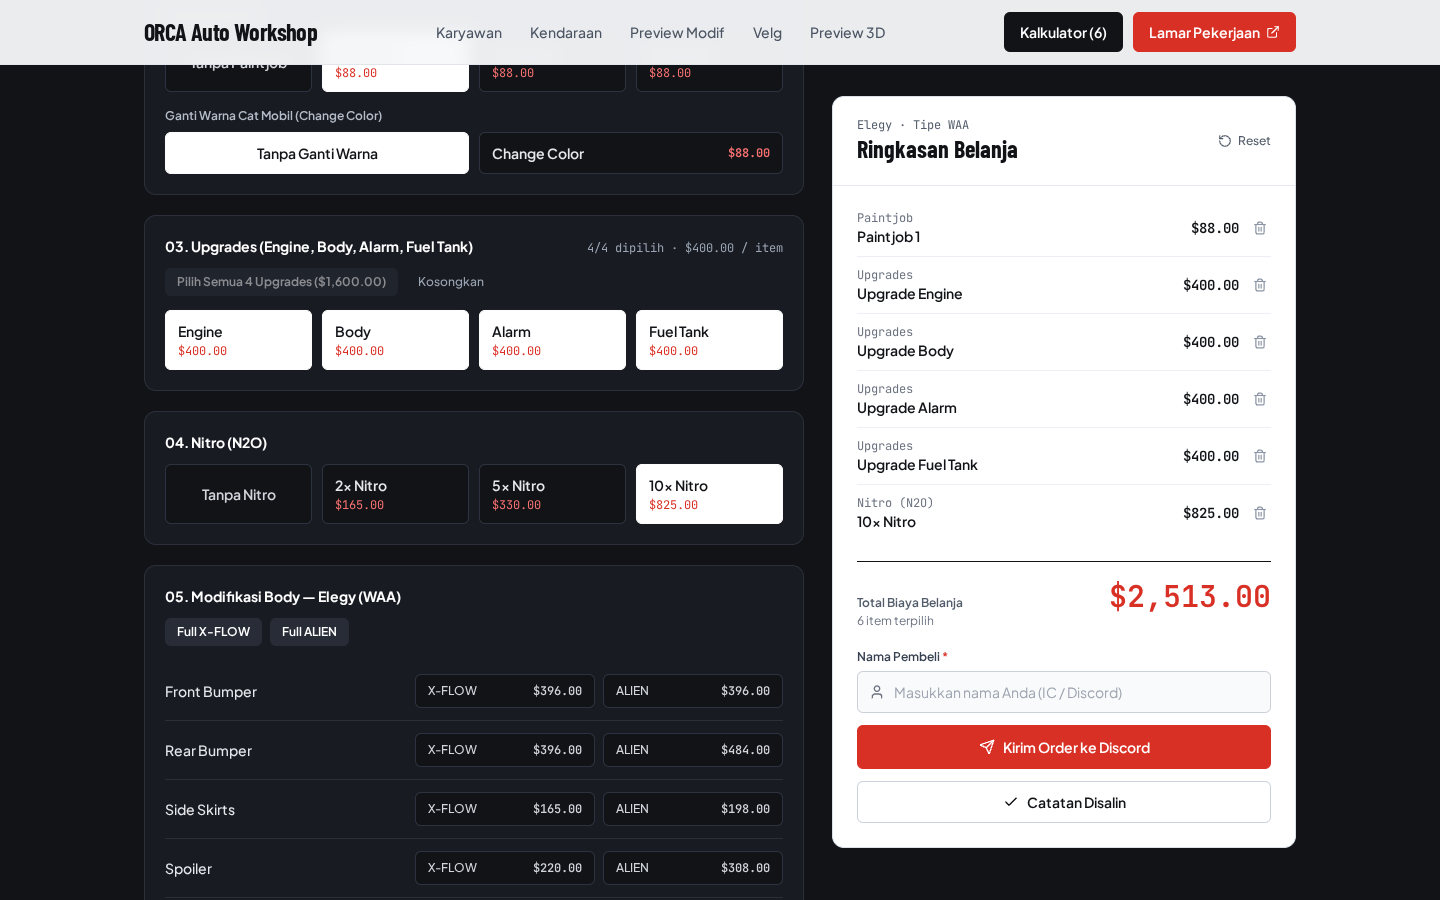 ORCA Auto Workshop
Karyawan
Kendaraan
Preview Modif
Velg
Preview 3D
Kalkulator (6)
Lamar Pekerjaan
Tanpa Paintjob
$88.00
$88.00
$88.00
Ganti Warna Cat Mobil (Change Color)
Tanpa Ganti Warna
Change Color $88.00
03. Upgrades (Engine, Body, Alarm, Fuel Tank)
4/4 dipilih · $400.00 / item
Pilih Semua 4 Upgrades ($1,600.00)
Kosongkan
Engine
$400.00
Body
$400.00
Alarm
$400.00
Fuel Tank
$400.00
04. Nitro (N2O)
Tanpa Nitro
2x Nitro
$165.00
5x Nitro
$330.00
10x Nitro
$825.00
05. Modifikasi Body — Elegy (WAA)
Full X-FLOW
Full ALIEN
Front Bumper X-FLOW $396.00 ALIEN $396.00
Rear Bumper X-FLOW $396.00 ALIEN $484.00
Side Skirts X-FLOW $165.00 ALIEN $198.00
Spoiler X-FLOW $220.00 ALIEN $308.00
Elegy · Tipe WAA
Ringkasan Belanja
Reset
Paintjob
Paintjob 1
$88.00
Upgrades
Upgrade Engine
$400.00
Upgrades
Upgrade Body
$400.00
Upgrades
Upgrade Alarm
$400.00
Upgrades
Upgrade Fuel Tank
$400.00
Nitro (N2O)
10x Nitro
$825.00
Total Biaya Belanja
6 item terpilih
$2,513.00
Nama Pembeli *
Masukkan nama Anda (IC / Discord)
Kirim Order ke Discord
Catatan Disalin